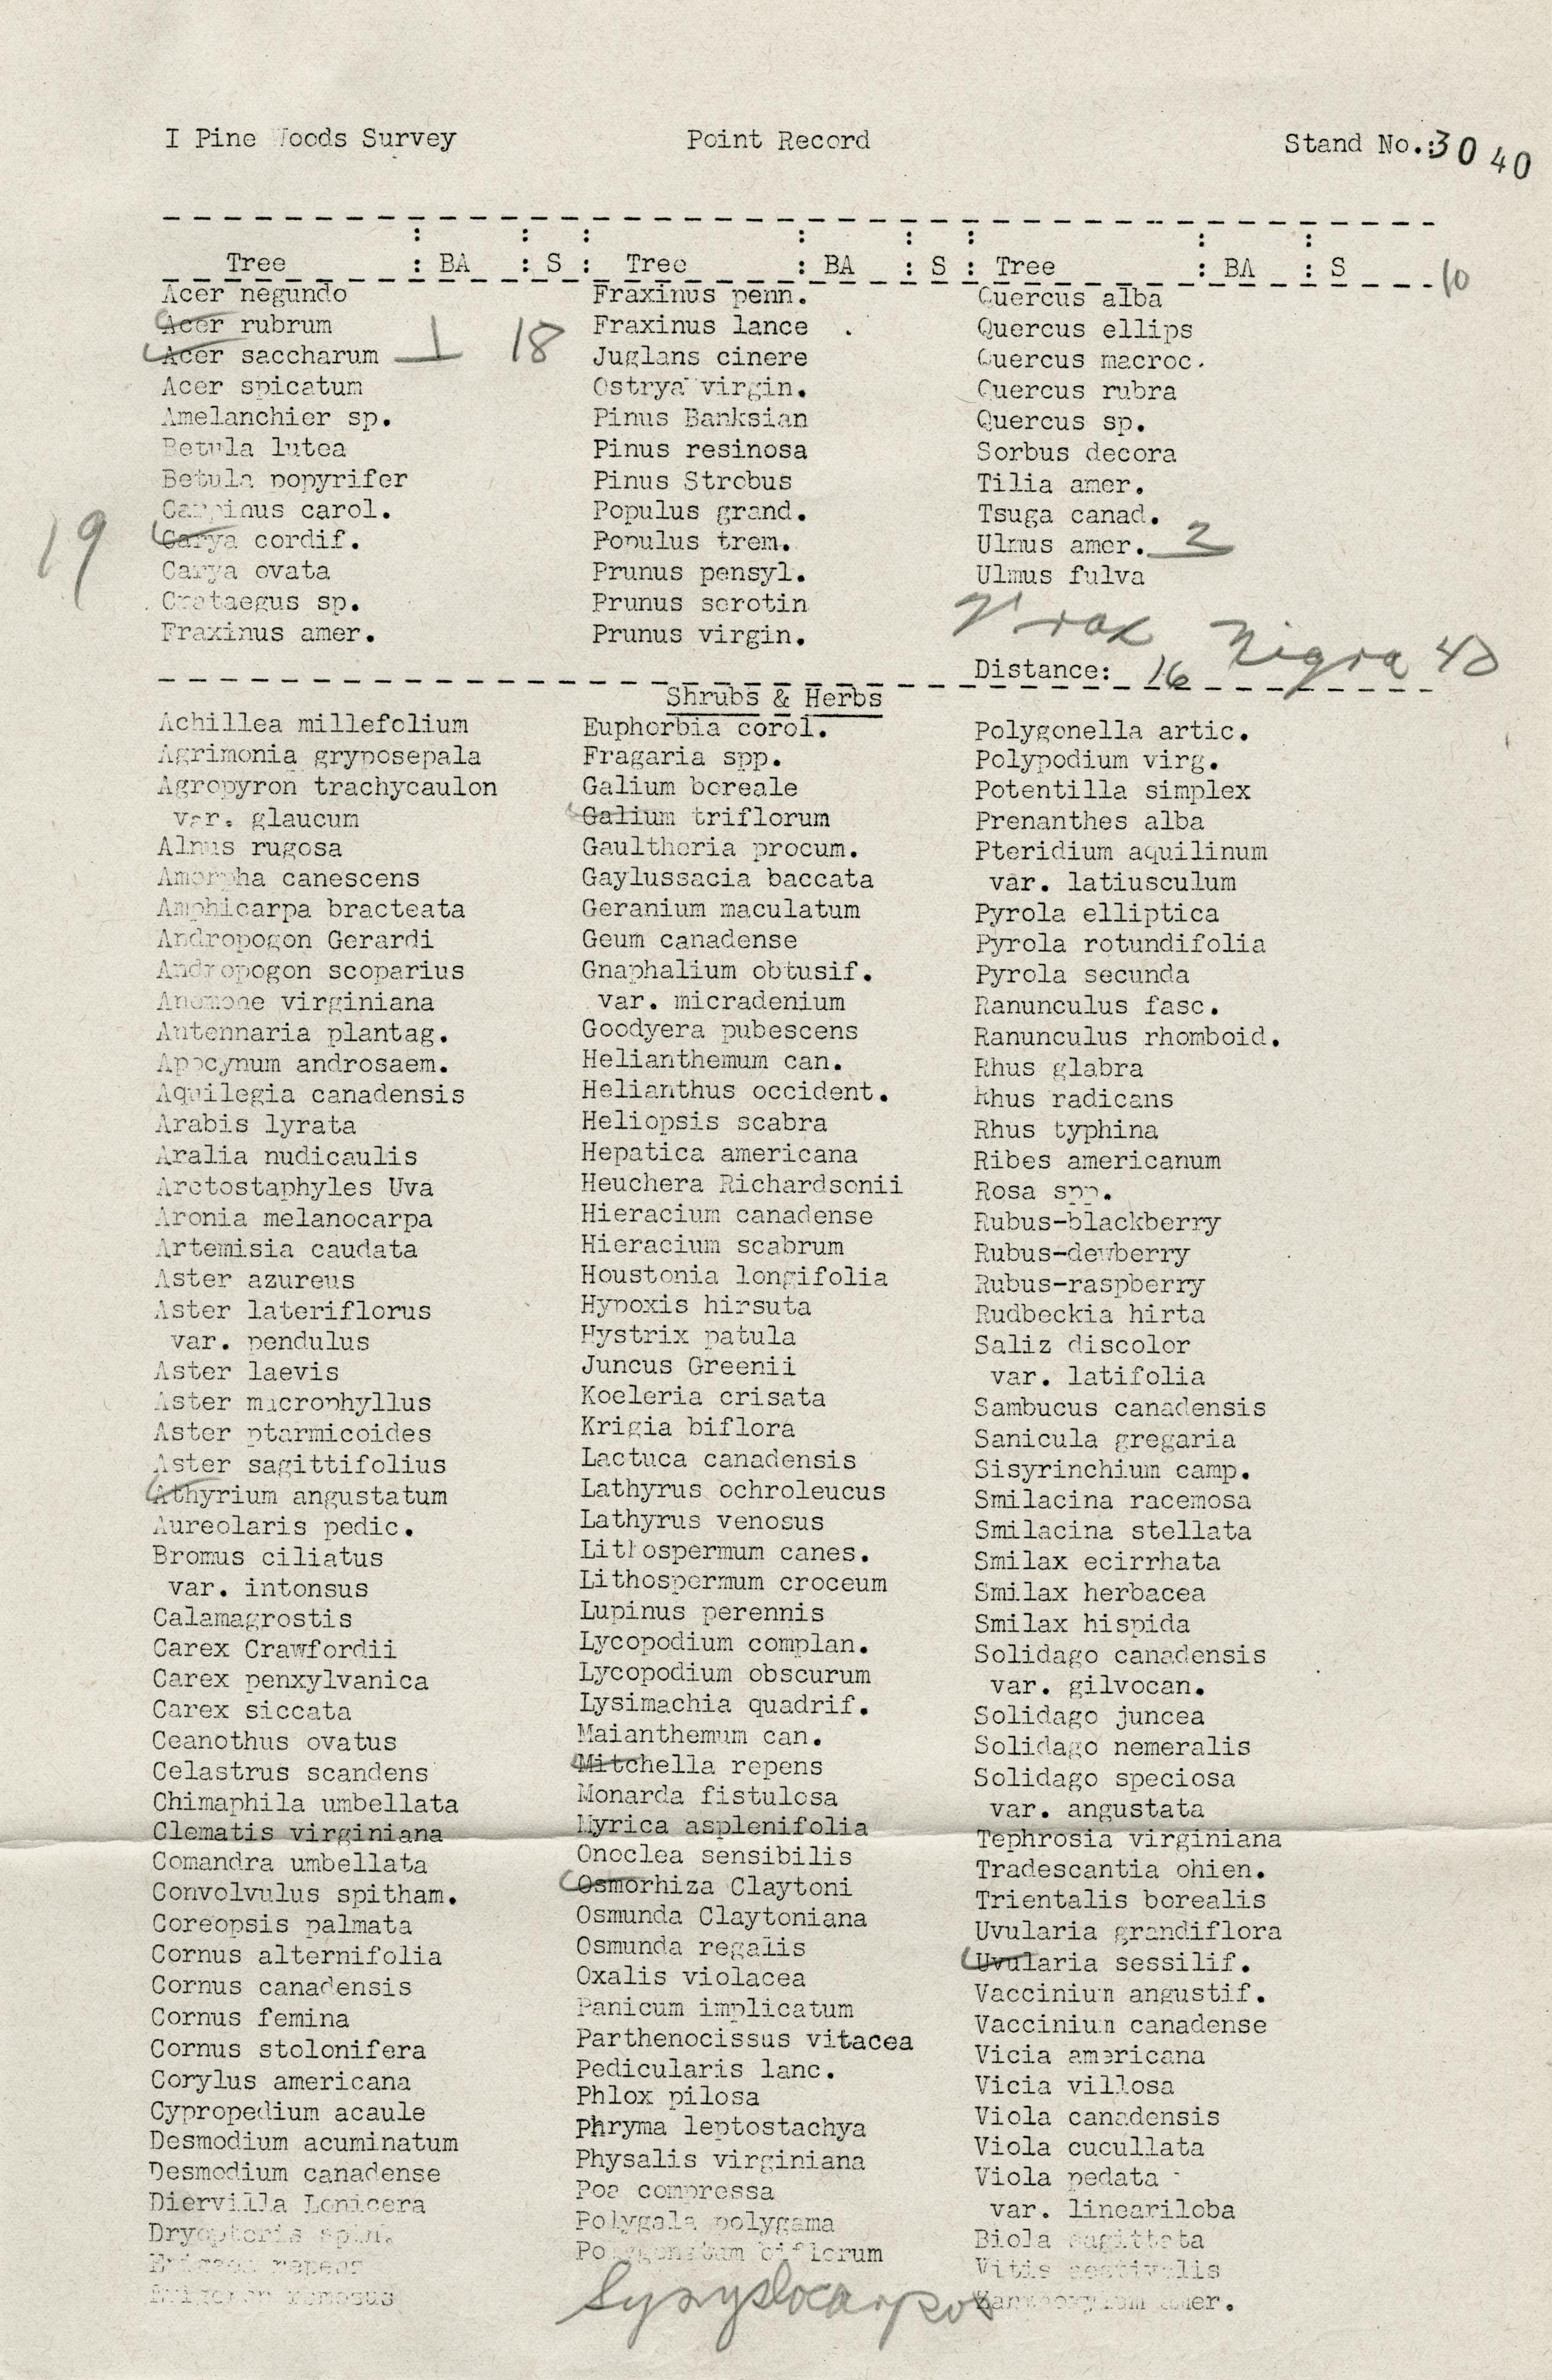 I Pine Woods Survey Point Record Stand No.:3040
Tree : BA : S : Tree : BA : S : Tree : BA : S 10
Acer negundo
Acer rubrum
Acer saccharum 1 18
Acer spicatum
Amelanchier sp.
Betula lutea
Betula popyrifer
Carpinus carol.
19
Carya cordif.
Carya ovata
Crataegus sp.
Fraxinus amer.
Fraxinus penn.
Fraxinus lance .
Juglans cinere
Ostrya virgin.
Pinus Banksian
Pinus resinosa
Pinus Strobus
Populus grand.
Populus trem.
Prunus pensyl.
Prunus serotin
Prunus virgin.
Quercus alba
Quercus ellips
Quercus macroc.
Quercus rubra
Quercus sp.
Sorbus decora
Tilia amer.
Tsuga canad.
Ulmus amer. 2
Ulmus fulva
Frax Nigra 40
Distance: 16
Shrubs & Herbs
Achillea millefolium
Agrimonia gryposepala
Agropyron trachycaulon
var. glaucum
Alnus rugosa
Amorpha canescens
Amphicarpa bracteata
Andropogon Gerardi
Andropogon scoparius
Anemone virginiana
Antennaria plantag.
Apocynum androsaem.
Aquilegia canadensis
Arabis lyrata
Aralia nudicaulis
Arctostaphyles Uva
Aronia melanocarpa
Artemisia caudata
Aster azureus
Aster lateriflorus
var. pendulus
Aster laevis
Aster macrophyllus
Aster ptarmicoides
Aster sagittifolius
Athyrium angustatum
Aureolaris pedic.
Bromus ciliatus
var. intonsus
Calamagrostis
Carex Crawfordii
Carex penxylvanica
Carex siccata
Ceanothus ovatus
Celastrus scandens
Chimaphila umbellata
Clematis virginiana
Comandra umbellata
Convolvulus spitham.
Coreopsis palmata
Cornus alternifolia
Cornus canadensis
Cornus femina
Cornus stolonifera
Corylus americana
Cypropedium acaule
Desmodium acuminatum
Desmodium canadense
Diervilla Lonicera
Dryopteris spin.
Epigaea repens
Erigeron ramosus
Euphorbia corol.
Fragaria spp.
Galium boreale
Galium triflorum
Gaultheria procum.
Gaylussacia baccata
Geranium maculatum
Geum canadense
Gnaphalium obtusif.
var. micradenium
Goodyera pubescens
Helianthemum can.
Helianthus occident.
Heliopsis scabra
Hepatica americana
Heuchera Richardsonii
Hieracium canadense
Hieracium scabrum
Houstonia longifolia
Hypoxis hirsuta
Hystrix patula
Juncus Greenii
Koeleria crisata
Krigia biflora
Lactuca canadensis
Lathyrus ochroleucus
Lathyrus venosus
Lithospermum canes.
Lithospermum croceum
Lupinus perennis
Lycopodium complan.
Lycopodium obscurum
Lysimachia quadrif.
Maianthemum can.
Mitchella repens
Monarda fistulosa
Myrica asplenifolia
Onoclea sensibilis
Osmorhiza Claytoni
Osmunda Claytoniana
Osmunda regalis
Oxalis violacea
Panicum implicatum
Parthenocissus vitacea
Pedicularis lanc.
Phlox pilosa
Phryma leptostachya
Physalis virginiana
Poa compressa
Polygala polygama
Polygonatum biflorum
Polygonella artic.
Polypodium virg.
Potentilla simplex
Prenanthes alba
Pteridium aquilinum
var. latiusculum
Pyrola elliptica
Pyrola rotundifolia
Pyrola secunda
Ranunculus fasc.
Ranunculus rhomboid.
Rhus glabra
Rhus radicans
Rhus typhina
Ribes americanum
Rosa spp.
Rubus-blackberry
Rubus-dewberry
Rubus-raspberry
Rudbeckia hirta
Saliz discolor
var. latifolia
Sambucus canadensis
Sanicula gregaria
Sisyrinchium camp.
Smilacina racemosa
Smilacina stellata
Smilax ecirrhata
Smilax herbacea
Smilax hispida
Solidago canadensis
var. gilvocan.
Solidago juncea
Solidago nemeralis
Solidago speciosa
var. angustata
Tephrosia virginiana
Tradescantia ohien.
Trientalis borealis
Uvularia grandiflora
Uvularia sessilif.
Vaccinium angustif.
Vaccinium canadense
Vicia americana
Vicia villosa
Viola canadensis
Viola cucullata
Viola pedata
var. lineariloba
Biola sagittata
Vitis aestivalis
Xanthoxylum amer.